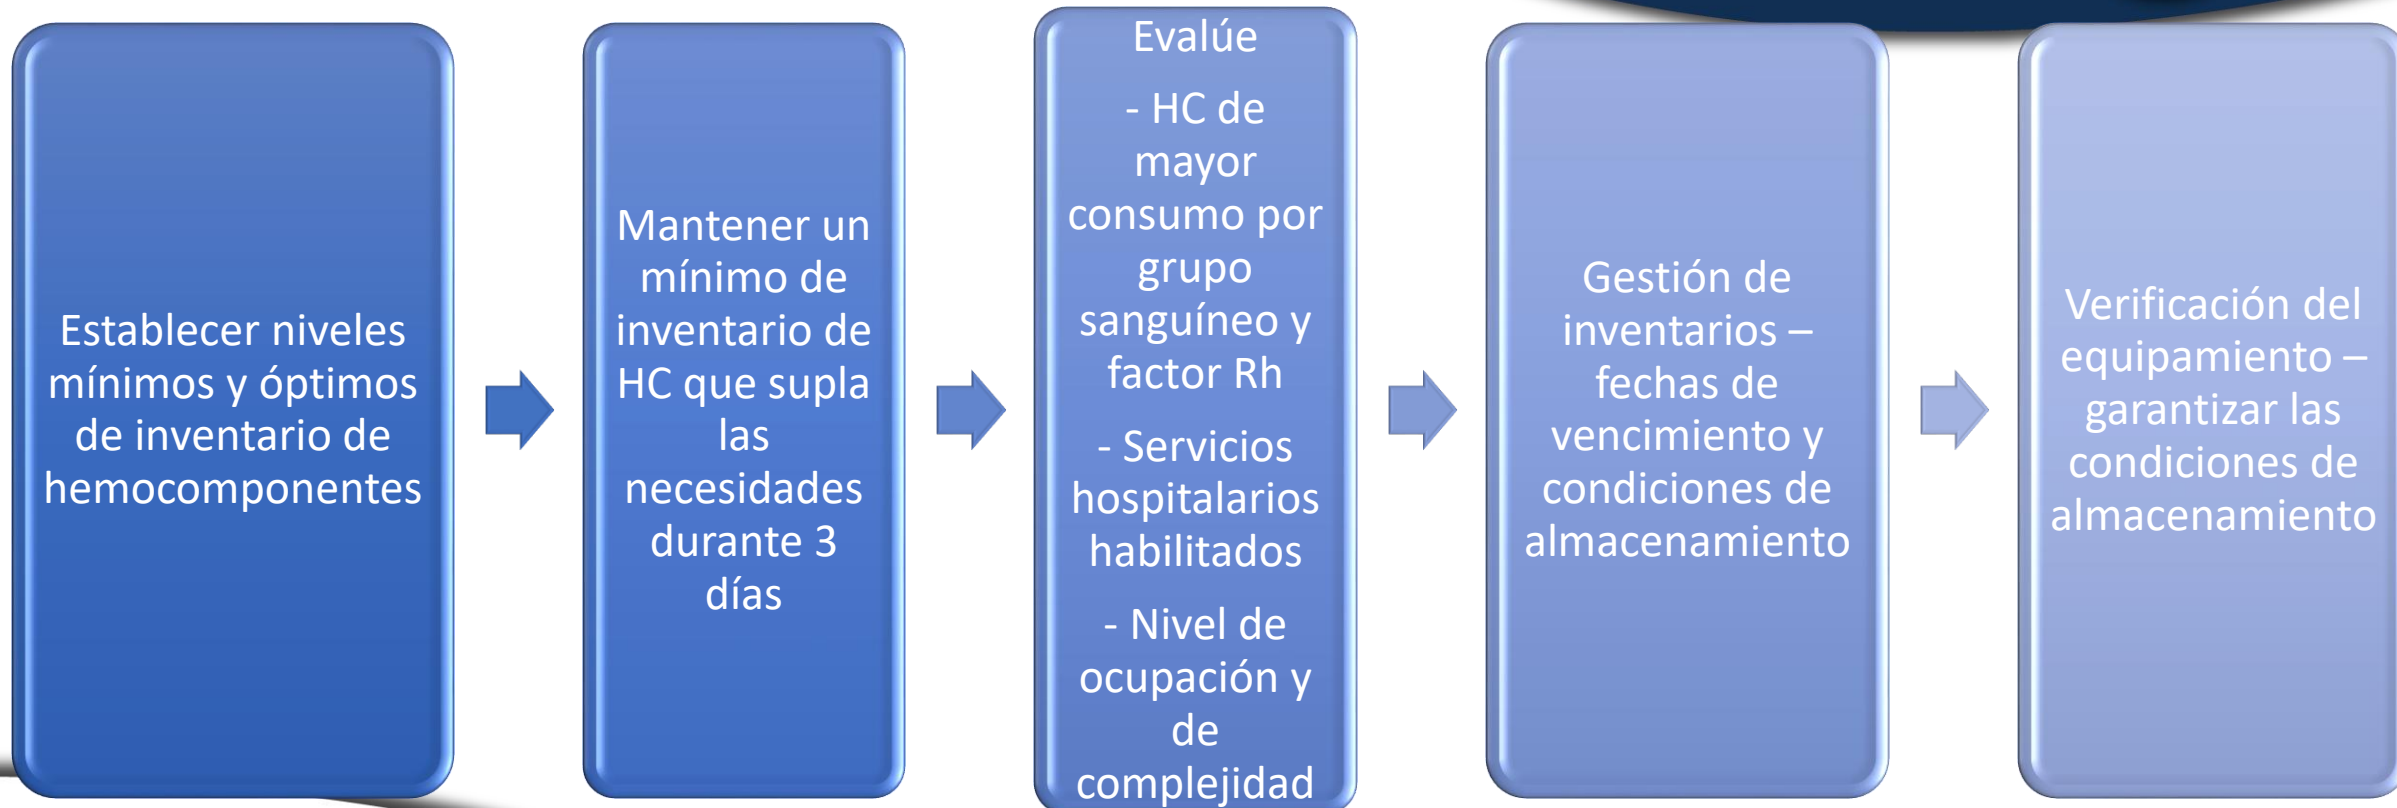 Establecer niveles
mínimos y óptimos
de inventario de
hemocomponentes
Mantener un
mínimo de
inventario de
HC que supla
las
necesidades
durante 3
días
Evalúe
- HC de
mayor
consumo por
grupo
sanguíneo y
factor Rh
- Servicios
hospitalarios
habilitados
- Nivel de
ocupación y
de
complejidad
Gestión de
inventarios –
fechas de
vencimiento y
condiciones de
almacenamiento
Verificación del
equipamiento –
garantizar las
condiciones de
almacenamiento